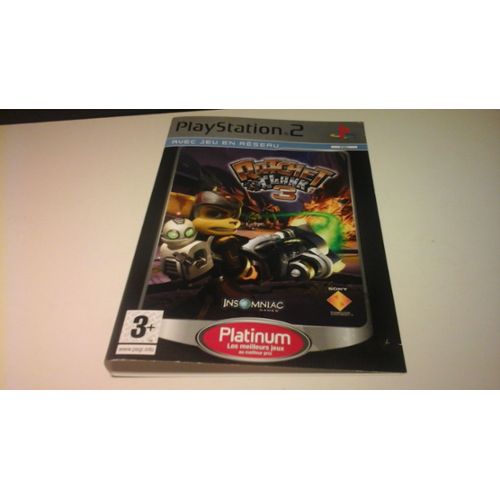 PlayStation 2
AVEC JEU EN RÉSEAU
RATCHET
& CLANK
3
SONY
INSOMNIAC
GAMES
3+
www.pegi.info
Platinum
Les meilleurs jeux
au meilleur prix